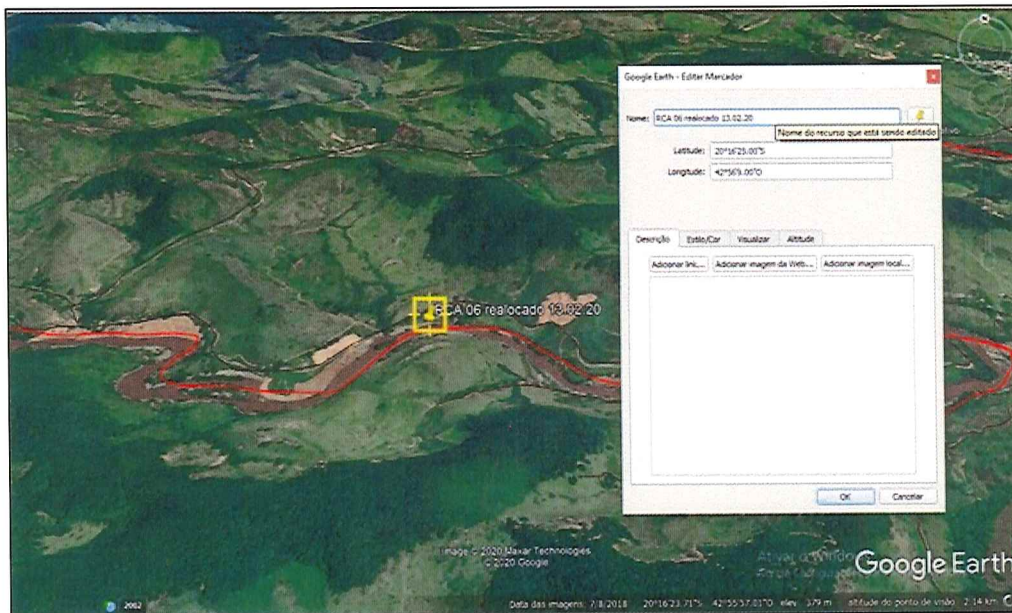 Google Earth - Editar Marcador
Nome: RCA 06 realocado 13.02.20
Nome do recurso que está sendo editado
Latitude: 20°16'25.00"S
Longitude: 42°56'9.00"O
Descrição Estilo/Cor Visualizar Altitude
Adicionar link... Adicionar imagem da Web... Adicionar imagem local...
RCA 06 realocado 13.02.20
OK Cancelar
Image © 2020 Maxar Technologies
© 2020 Google
Ativar o Windows
Google Earth
2002
Data das imagens: 7/8/2018 20°16'23.71"S 42°55'57.01"O elev 379 m altitude do ponto de visão 2.14 km